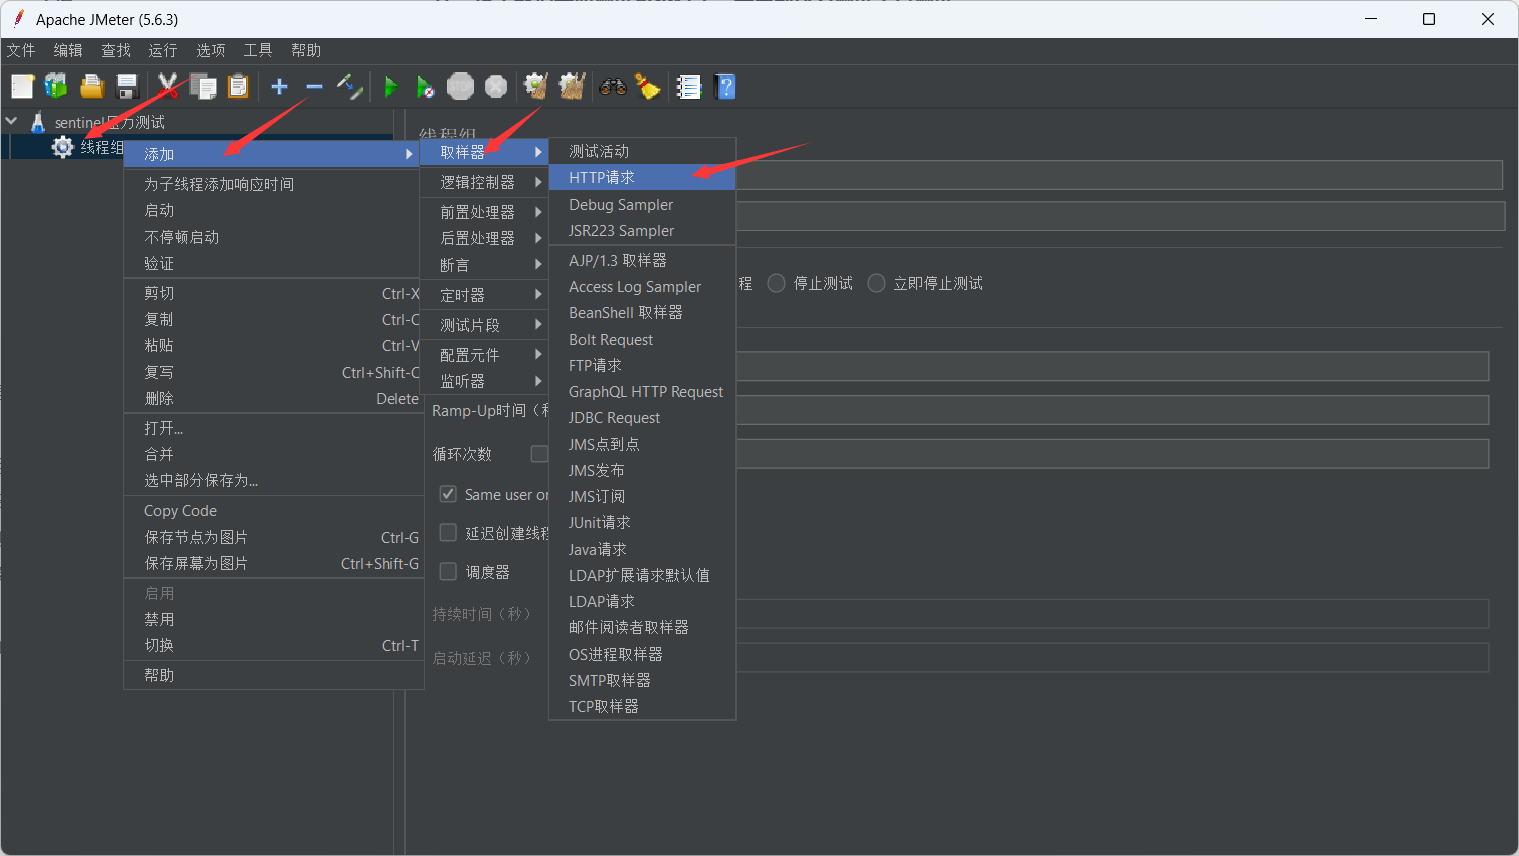 Apache JMeter (5.6.3)
文件 编辑 查找 运行 选项 工具 帮助
STOP
sentinel压力测试
线程组
线程组
添加
为子线程添加响应时间
启动
不停顿启动
验证
剪切 Ctrl-X
复制 Ctrl-C
粘贴 Ctrl-V
复写 Ctrl+Shift-C
删除 Delete
打开...
合并
选中部分保存为...
Copy Code
保存节点为图片 Ctrl-G
保存屏幕为图片 Ctrl+Shift-G
启用
禁用
切换 Ctrl-T
帮助
取样器
逻辑控制器
前置处理器
后置处理器
断言
定时器
测试片段
配置元件
监听器
测试活动
HTTP请求
Debug Sampler
JSR223 Sampler
AJP/1.3 取样器
Access Log Sampler
BeanShell 取样器
Bolt Request
FTP请求
GraphQL HTTP Request
JDBC Request
JMS点到点
JMS发布
JMS订阅
JUnit请求
Java请求
LDAP扩展请求默认值
LDAP请求
邮件阅读者取样器
OS进程取样器
SMTP取样器
TCP取样器
程 停止测试 立即停止测试
Ramp-Up时间（秒
循环次数
Same user on
延迟创建线程
调度器
持续时间（秒）
启动延迟（秒）